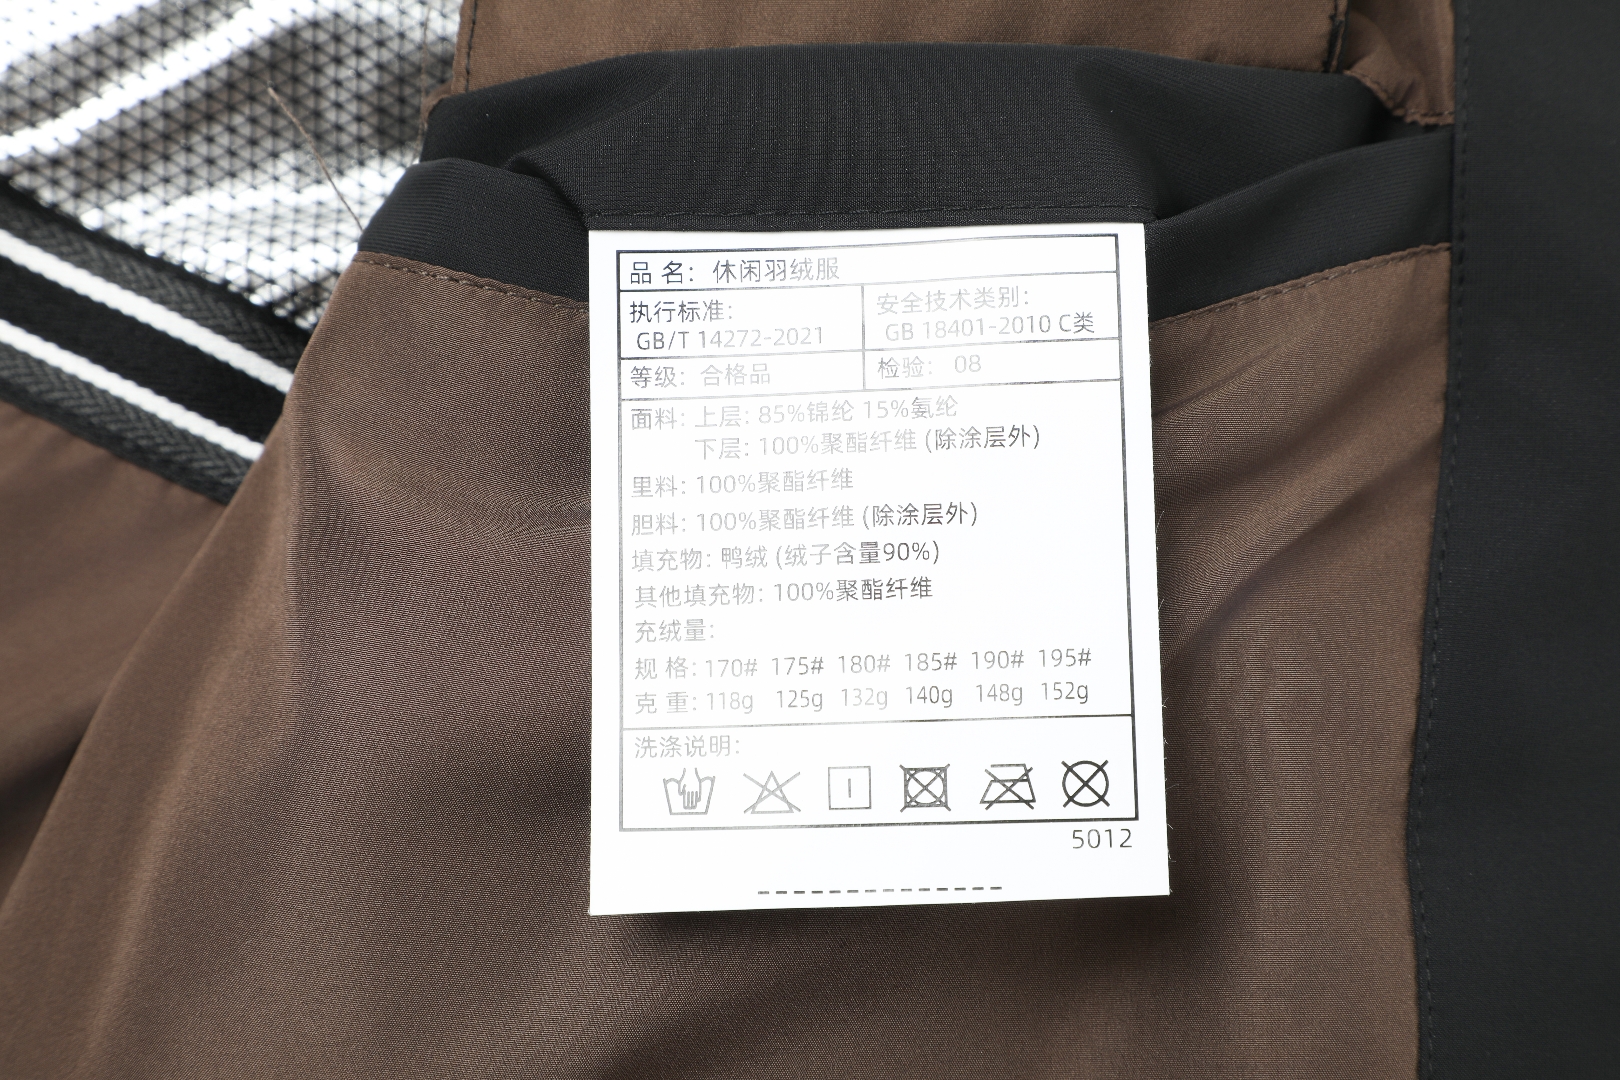 品 名：休闲羽绒服
执行标准：
GB/T 14272-2021
安全技术类别：
GB 18401-2010 C类
等级：合格品
检验： 08
面料：上层：85%锦纶 15%氨纶
下层：100%聚酯纤维 (除涂层外)
里料：100%聚酯纤维
胆料：100%聚酯纤维 (除涂层外)
填充物：鸭绒 (绒子含量90%)
其他填充物：100%聚酯纤维
充绒量：
规 格：170# 175# 180# 185# 190# 195#
克 重：118g 125g 132g 140g 148g 152g
洗涤说明：
5012